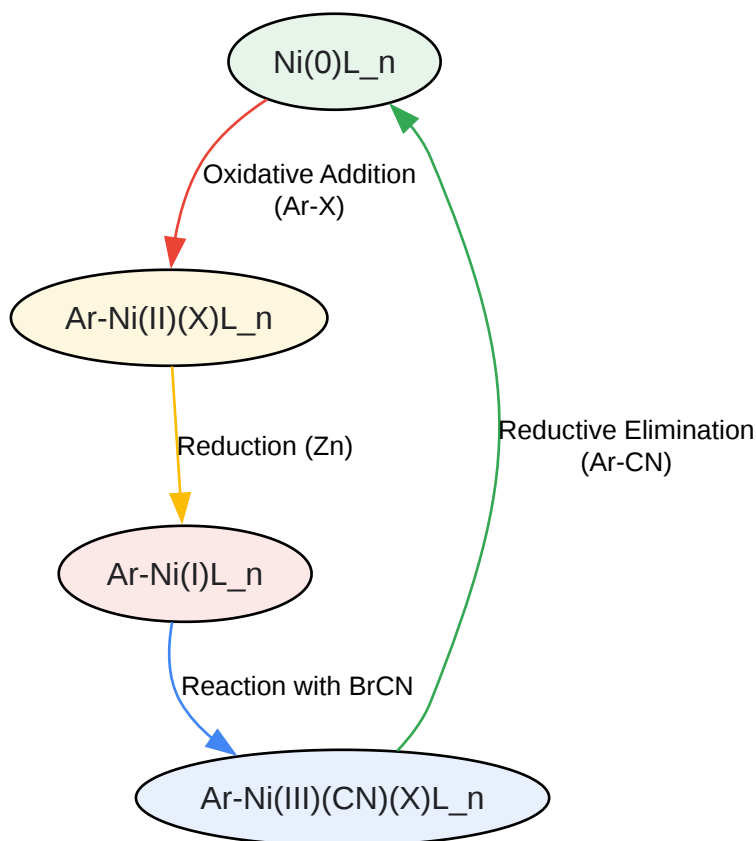 Ni(0)L_n
Oxidative Addition
(Ar-X)
Ar-Ni(II)(X)L_n
Reduction (Zn)
Reductive Elimination
(Ar-CN)
Ar-Ni(I)L_n
Reaction with BrCN
Ar-Ni(III)(CN)(X)L_n